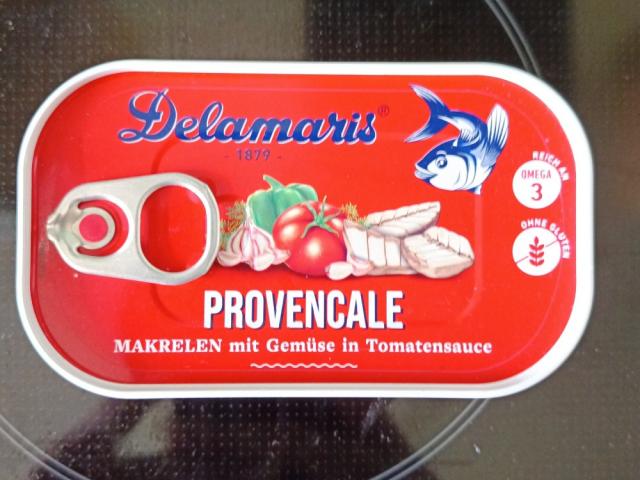 Delamaris®
- 1879 -
REICH AN
OMEGA
3
OHNE GLUTEN
PROVENCALE
MAKRELEN mit Gemüse in Tomatensauce